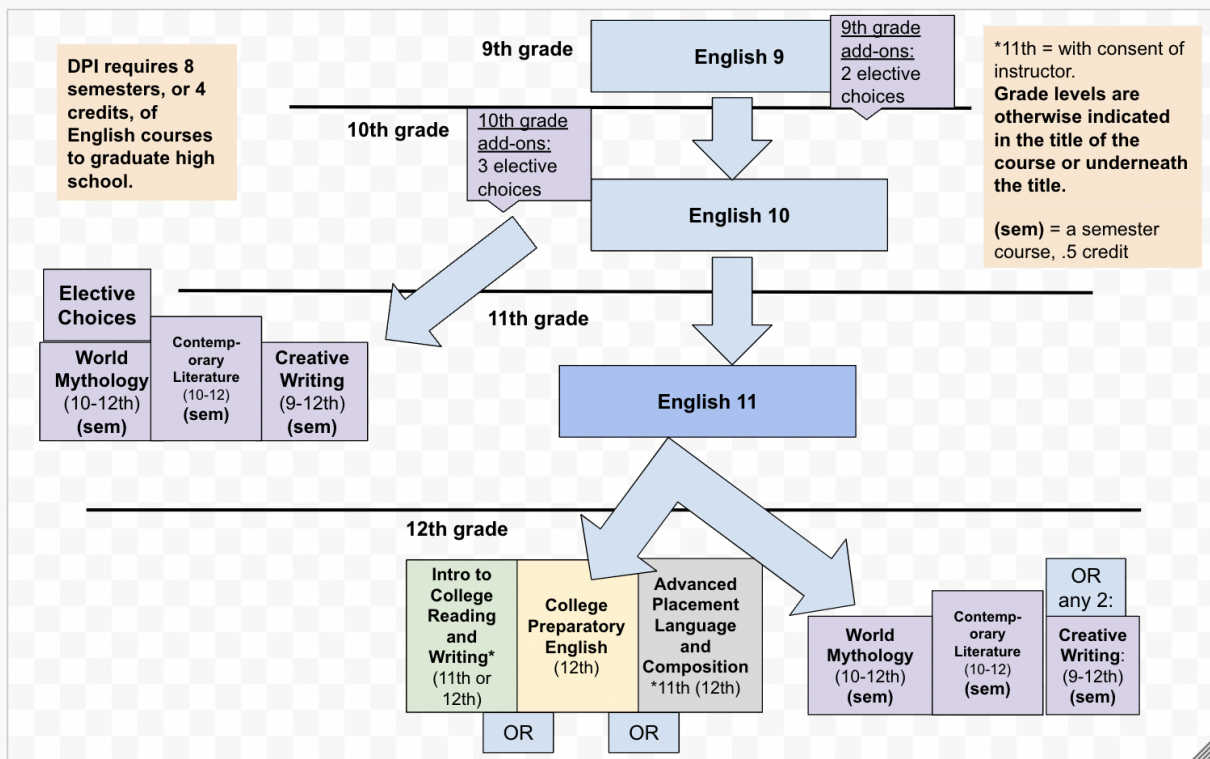 DPI requires 8
semesters, or 4
credits, of
English courses
to graduate high
school.
9th grade
English 9
9th grade
add-ons:
2 elective
choices
*11th = with consent of
instructor.
Grade levels are
otherwise indicated
in the title of the
course or underneath
the title.
(sem) = a semester
course, .5 credit
10th grade
10th grade
add-ons:
3 elective
choices
English 10
Elective
Choices
World
Mythology
(10-12th)
(sem)
Contemp-
orary
Literature
(10-12)
(sem)
Creative
Writing
(9-12th)
(sem)
11th grade
English 11
12th grade
Intro to
College
Reading
and
Writing*
(11th or
12th)
OR
College
Preparatory
English
(12th)
OR
Advanced
Placement
Language
and
Composition
*11th (12th)
OR
any 2:
World
Mythology
(10-12th)
(sem)
Contemp-
orary
Literature
(10-12)
(sem)
Creative
Writing:
(9-12th)
(sem)